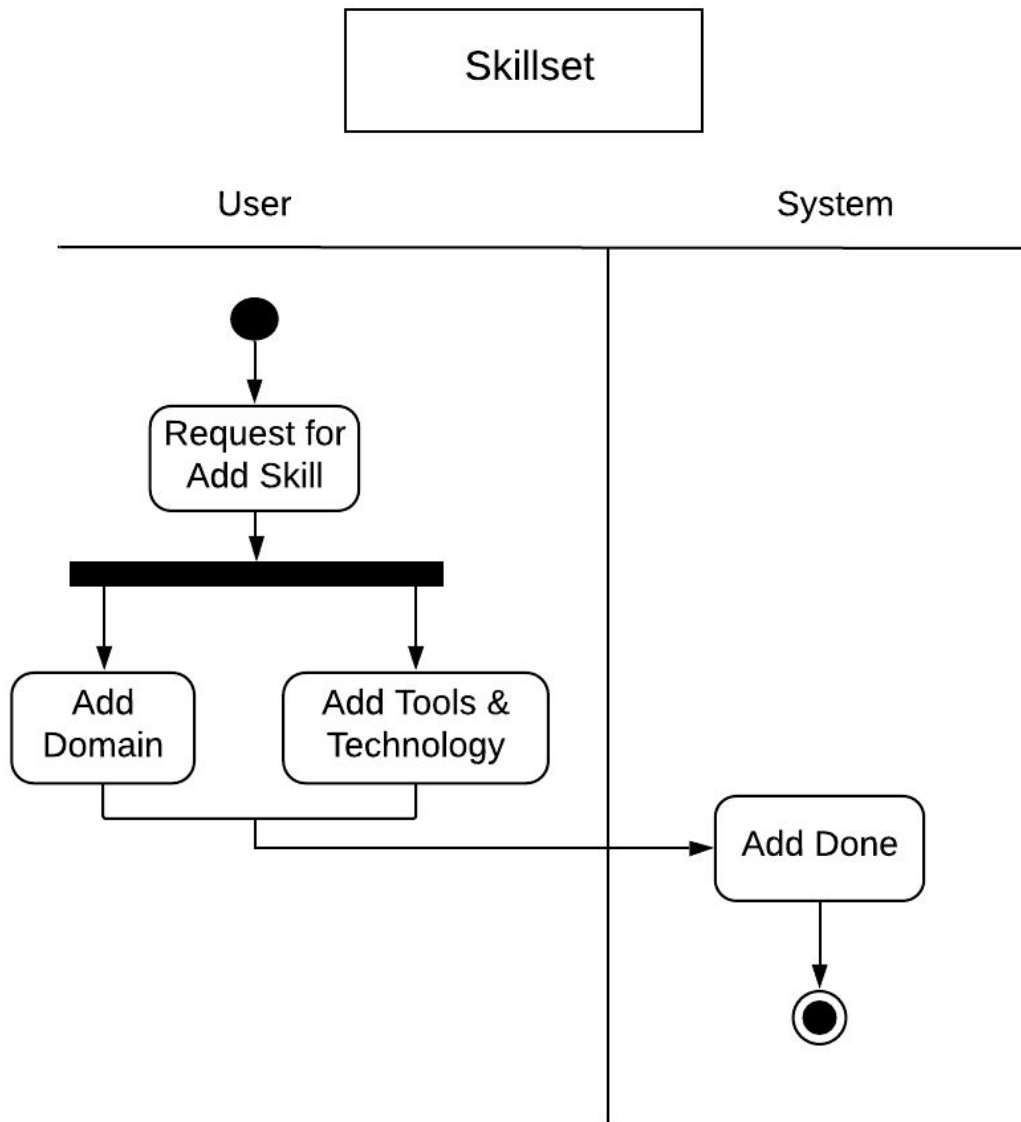 Skillset
User
System
Request for
Add Skill
Add
Domain
Add Tools &
Technology
Add Done